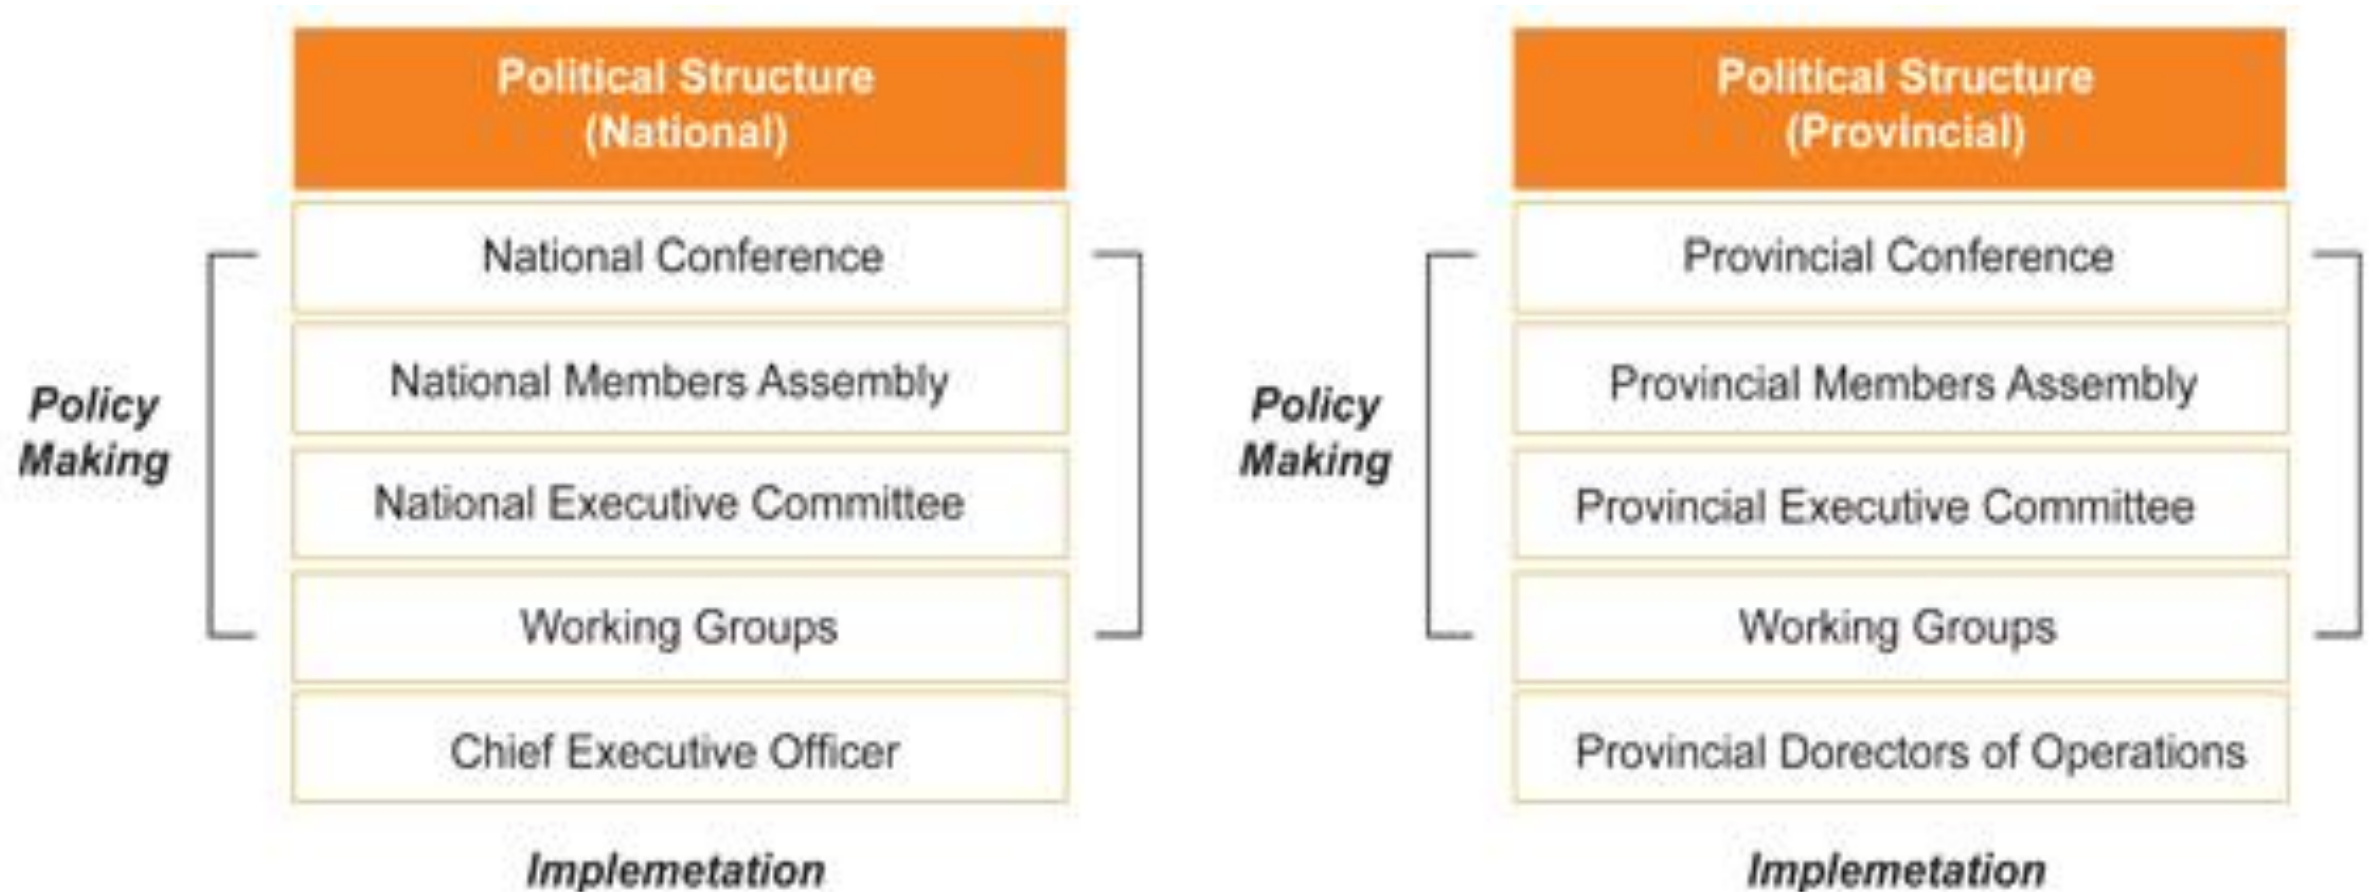 Political Structure
(National)
National Conference
National Members Assembly
National Executive Committee
Working Groups
Chief Executive Officer
Policy
Making
Implemetation
Political Structure
(Provincial)
Provincial Conference
Provincial Members Assembly
Provincial Executive Committee
Working Groups
Provincial Dorectors of Operations
Policy
Making
Implemetation